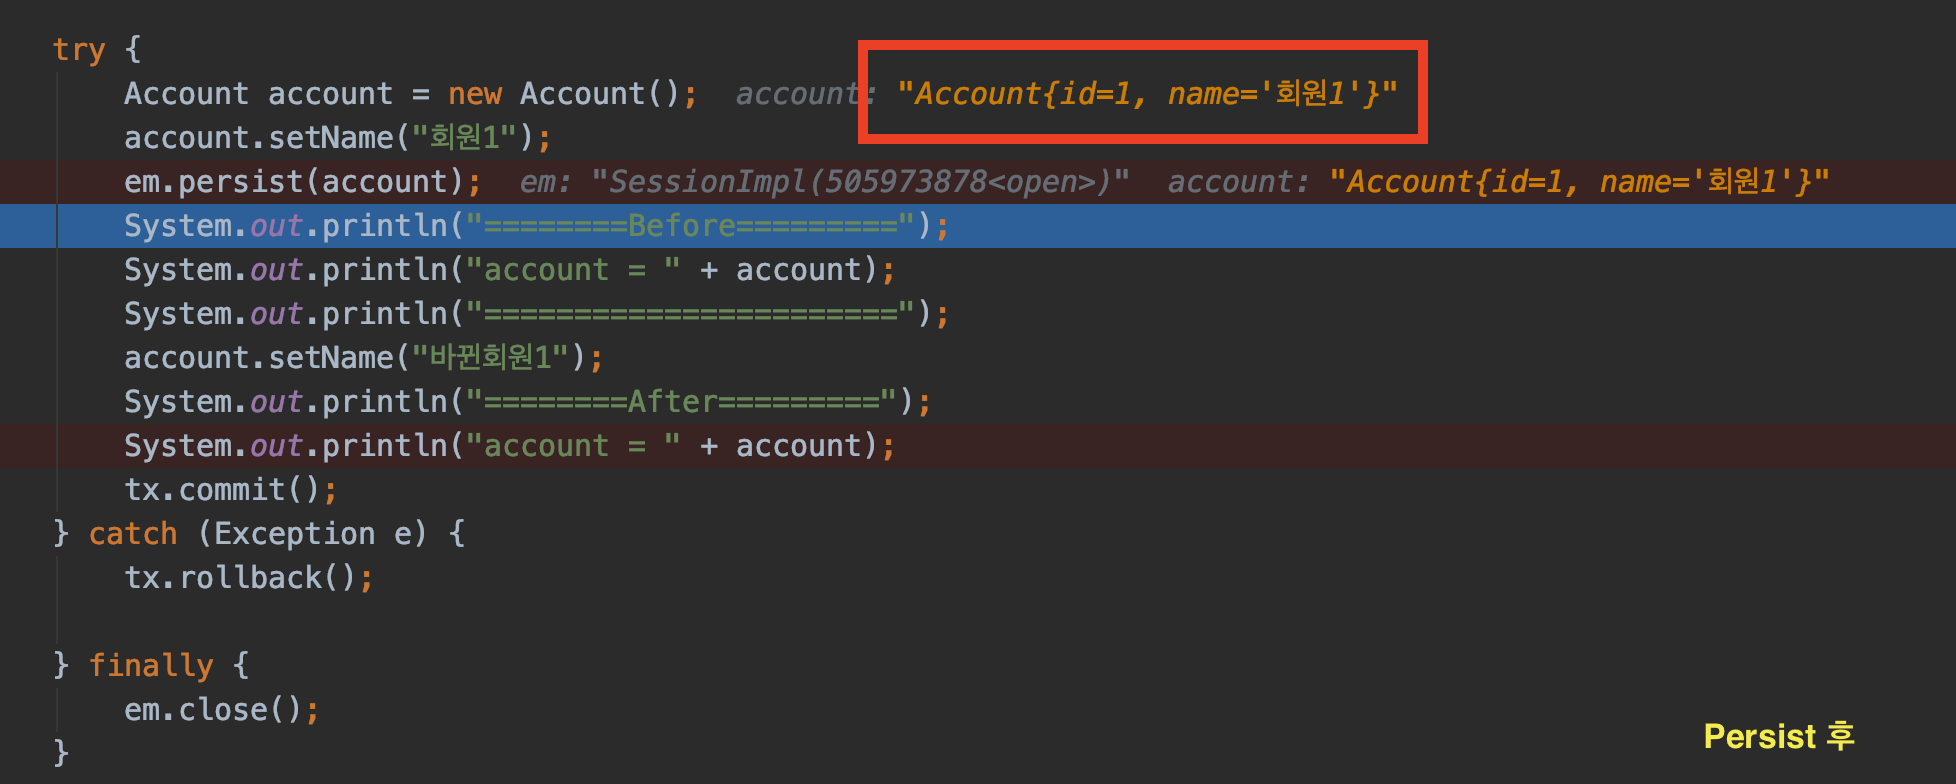 try {
Account account = new Account();  account: "Account{id=1, name='회원1'}"
account.setName("회원1");
em.persist(account);  em: "SessionImpl(505973878<open>)"  account: "Account{id=1, name='회원1'}"
System.out.println("========Before=========");
System.out.println("account = " + account);
System.out.println("=======================");
account.setName("바뀐회원1");
System.out.println("========After=========");
System.out.println("account = " + account);
tx.commit();
} catch (Exception e) {
tx.rollback();
} finally {
em.close();
}
Persist 후